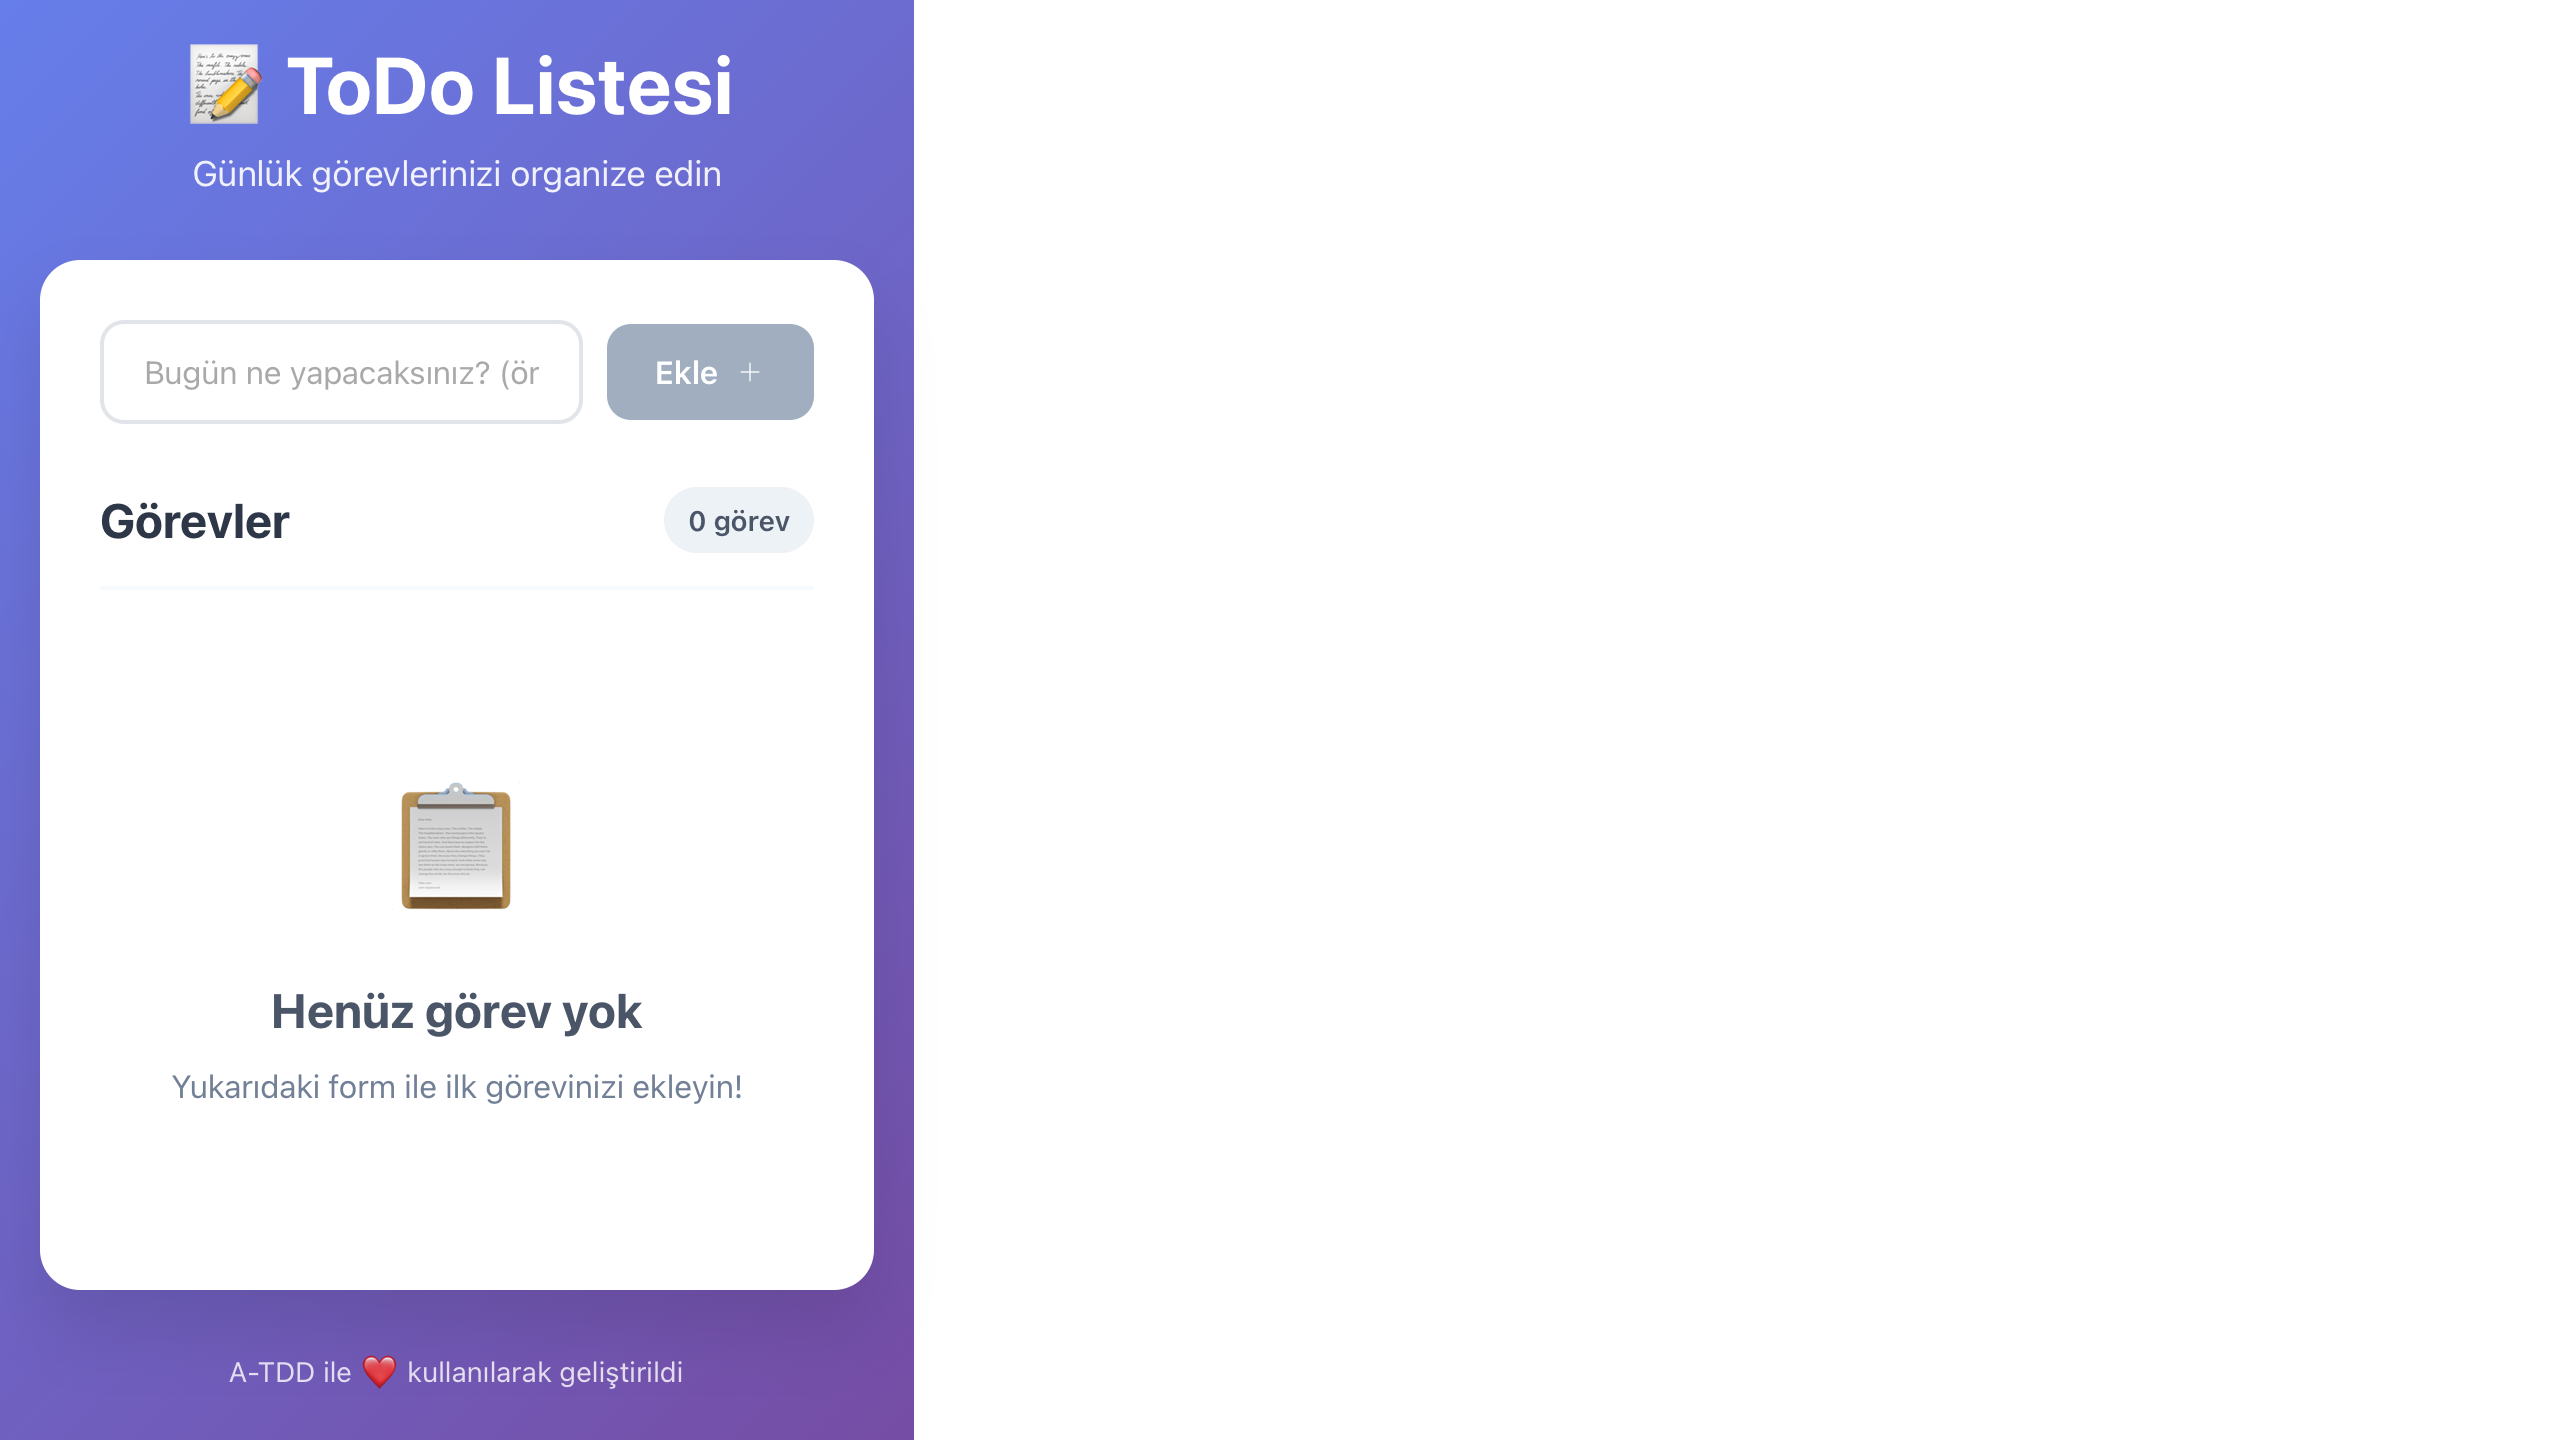 ToDo Listesi
Günlük görevlerinizi organize edin
Bugün ne yapacaksınız? (ör
Ekle +
Görevler
0 görev
Henüz görev yok
Yukarıdaki form ile ilk görevinizi ekleyin!
A-TDD ile ❤️ kullanılarak geliştirildi